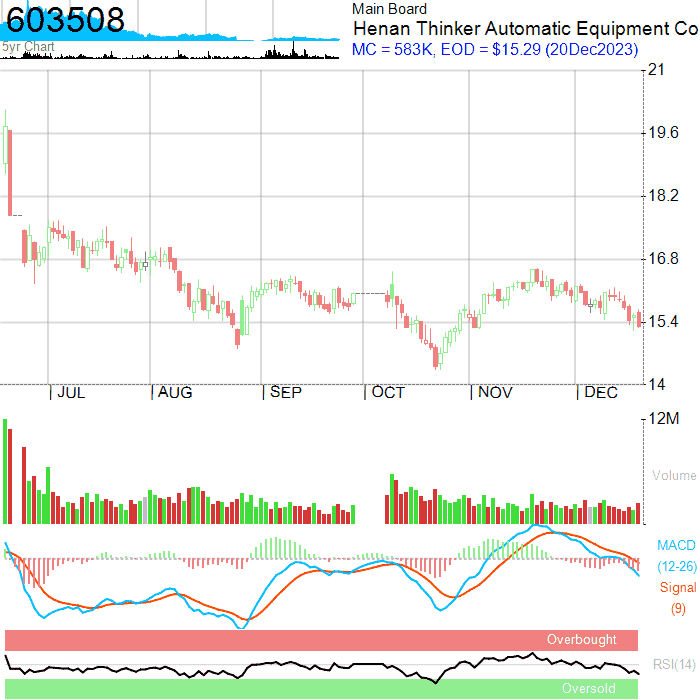 603508
5yr Chart
Main Board
Henan Thinker Automatic Equipment Co
MC = 583K, EOD = $15.29 (20Dec2023)
21
19.6
18.2
16.8
15.4
14
JUL AUG SEP OCT NOV DEC
12M
Volume
MACD
(12-26)
Signal
(9)
Overbought
RSI(14)
Oversold